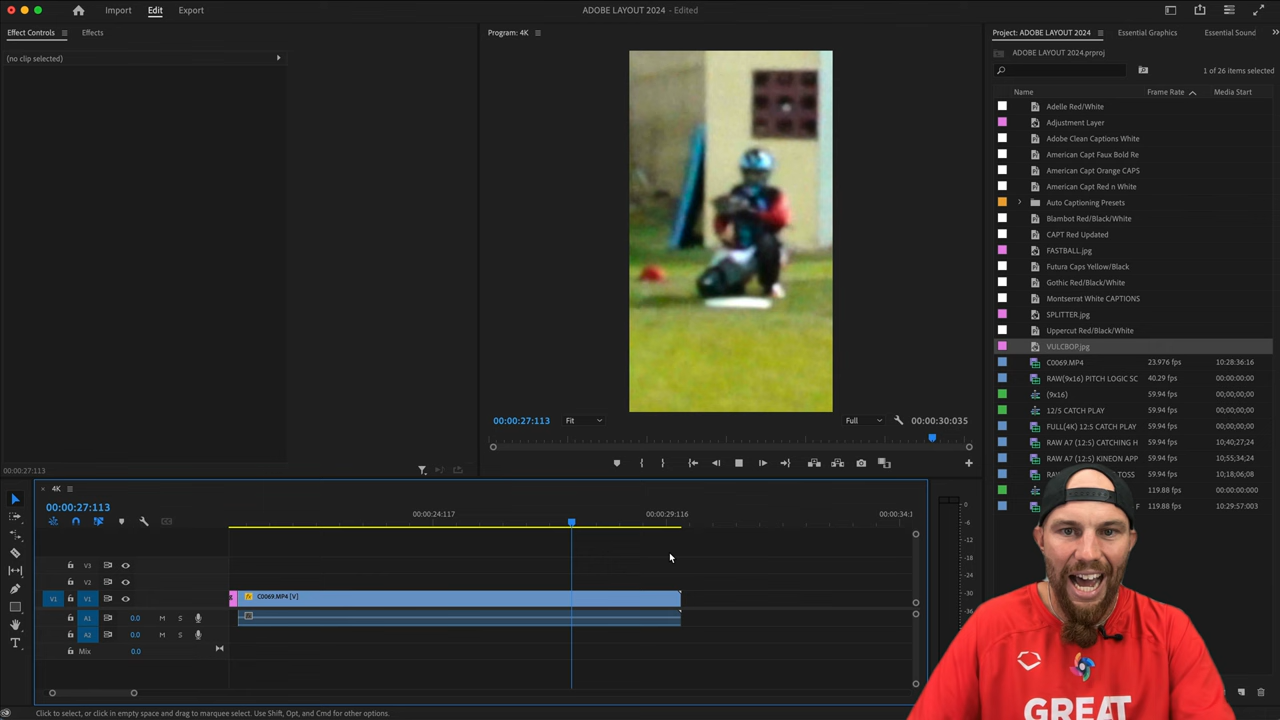 Import
Edit
Export
ADOBE LAYOUT 2024 - Edited
Effect Controls
Effects
(no clip selected)
00:00:27:113
Program: 4K
00:00:27:113
Fit
Full
00:00:30:035
Project: ADOBE LAYOUT 2024
Essential Graphics
Essential Sound
ADOBE LAYOUT 2024.prproj
1 of 26 items selected
Name
Frame Rate
Media Start
Adelle Red/White
Adjustment Layer
Adobe Clean Captions White
American Capt Faux Bold Re
American Capt Orange CAPS
American Capt Red n White
Auto Captioning Presets
Blambot Red/Black/White
CAPT Red Updated
FASTBALL.jpg
Futura Caps Yellow/Black
Gothic Red/Black/White
Montserrat White CAPTIONS
SPLITTER.jpg
Uppercut Red/Black/White
VULCBOP.jpg
C0069.MP4 23.976 fps 10:28:36:16
RAW(9x16) PITCH LOGIC SC 40.29 fps 00:00:00:00
(9x16) 59.94 fps 00;00;00;00
12/5 CATCH PLAY 59.94 fps 00;00;00;00
FULL(4K) 12:5 CATCH PLAY 59.94 fps 00;00;00;00
RAW A7 (12:5) CATCHING H 59.94 fps 10;40;27;24
RAW A7 (12:5) KINEON APP 59.94 fps 10;55;34;24
RAW TOSS 59.94 fps 10;18;06;08
119.88 fps 00:00:00:000
F 119.88 fps 10:29:57:003
4K
00:00:27:113
00:00:24:117
00:00:29:116
00:00:34:1
V3
V2
V1 V1
C0069.MP4 [V]
A1 0.0 M S
A2 0.0 M S
Mix 0.0
0
-6
-12
-18
-24
-30
-36
GREAT
Click to select, or click in empty space and drag to marquee select. Use Shift, Opt, and Cmd for other options.